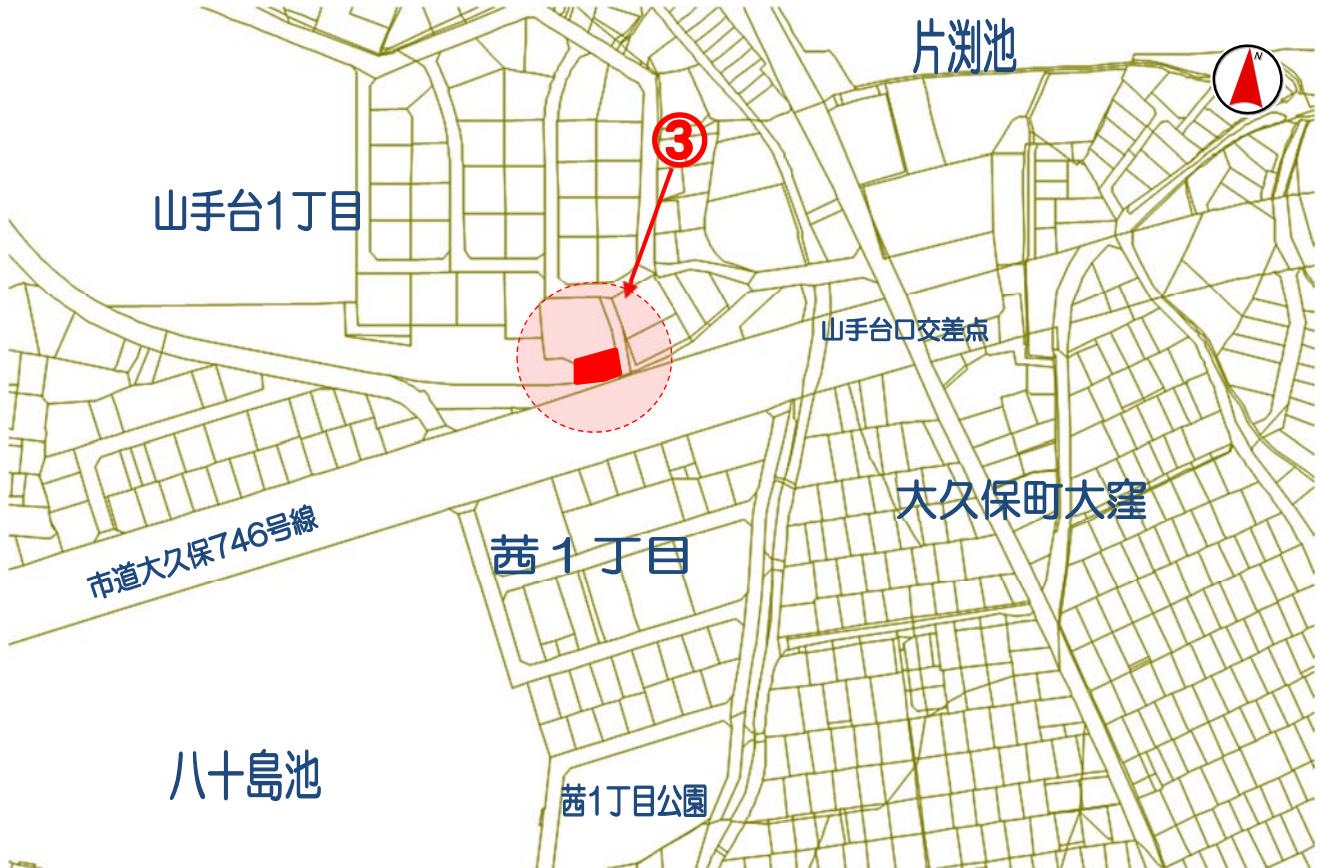 片渕池
N
③
山手台1丁目
山手台口交差点
大久保町大窪
市道大久保746号線
茜1丁目
八十島池
茜1丁目公園